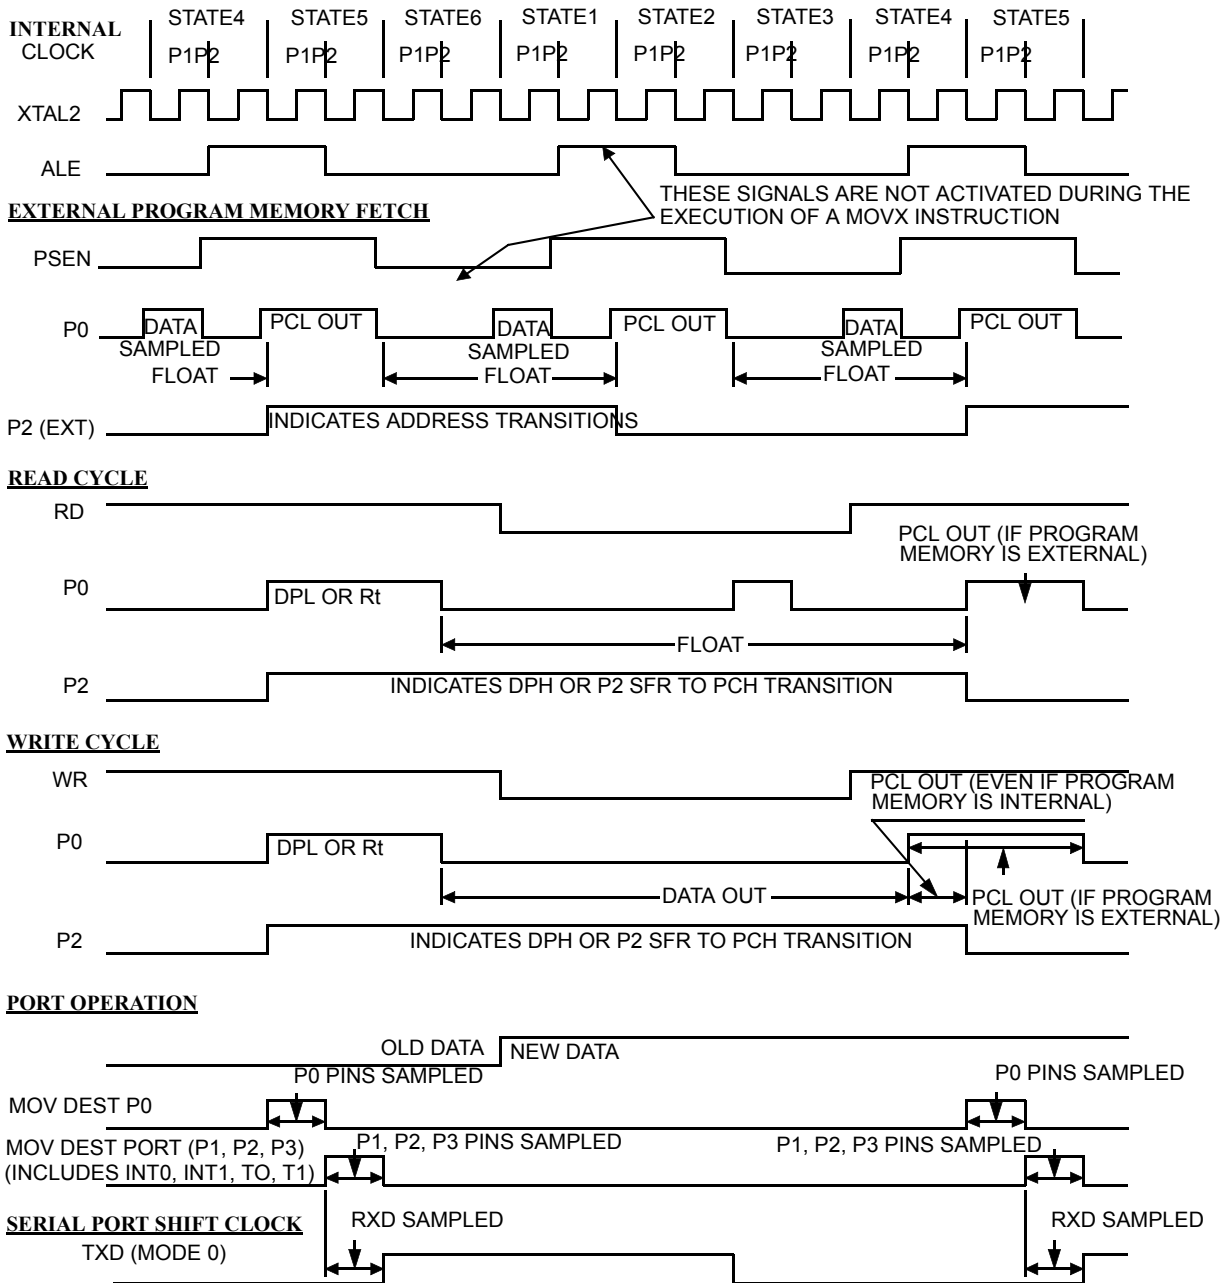 INTERNAL CLOCK
STATE4 STATE5 STATE6 STATE1 STATE2 STATE3 STATE4 STATE5
P1P2 P1P2 P1P2 P1P2 P1P2 P1P2 P1P2 P1P2
XTAL2
ALE
THESE SIGNALS ARE NOT ACTIVATED DURING THE
EXECUTION OF A MOVX INSTRUCTION
EXTERNAL PROGRAM MEMORY FETCH
PSEN
P0 DATA PCL OUT DATA PCL OUT DATA PCL OUT
SAMPLED SAMPLED SAMPLED
FLOAT FLOAT FLOAT
P2 (EXT) INDICATES ADDRESS TRANSITIONS
READ CYCLE
RD
PCL OUT (IF PROGRAM
MEMORY IS EXTERNAL)
P0 DPL OR Rt
FLOAT
P2 INDICATES DPH OR P2 SFR TO PCH TRANSITION
WRITE CYCLE
WR
PCL OUT (EVEN IF PROGRAM
MEMORY IS INTERNAL)
P0 DPL OR Rt
DATA OUT
PCL OUT (IF PROGRAM
MEMORY IS EXTERNAL)
P2 INDICATES DPH OR P2 SFR TO PCH TRANSITION
PORT OPERATION
OLD DATA NEW DATA
P0 PINS SAMPLED P0 PINS SAMPLED
MOV DEST P0
MOV DEST PORT (P1, P2, P3) P1, P2, P3 PINS SAMPLED P1, P2, P3 PINS SAMPLED
(INCLUDES INT0, INT1, TO, T1)
SERIAL PORT SHIFT CLOCK RXD SAMPLED RXD SAMPLED
TXD (MODE 0)